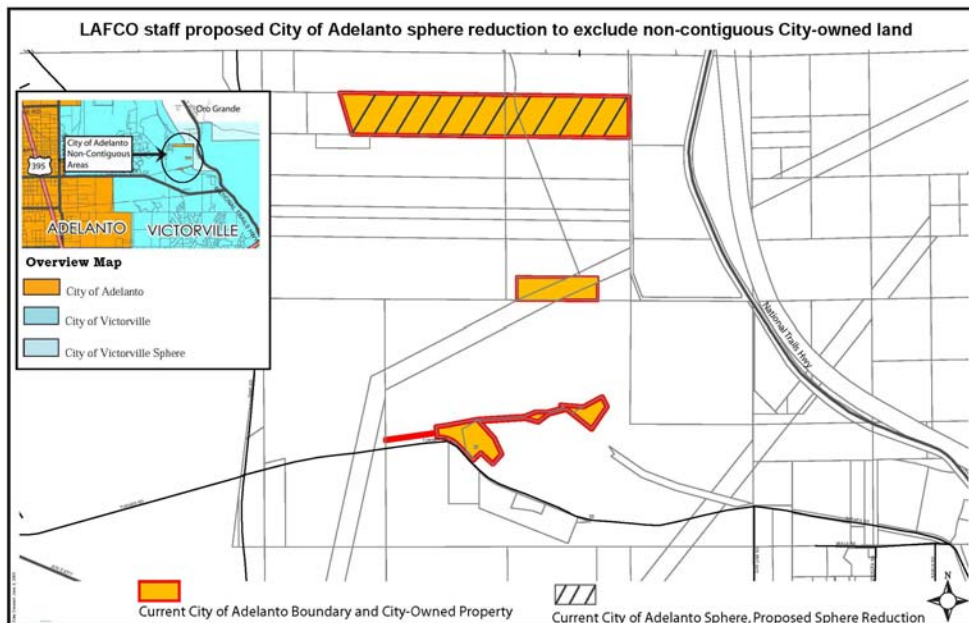 LAFCO staff proposed City of Adelanto sphere reduction to exclude non-contiguous City-owned land
Oro Grande
City of Adelanto
Non-Contiguous
Areas
395
ADELANTO
VICTORVILLE
Overview Map
City of Adelanto
City of Victorville
City of Victorville Sphere
National Trails Hwy
N
Current City of Adelanto Boundary and City-Owned Property
Current City of Adelanto Sphere, Proposed Sphere Reduction